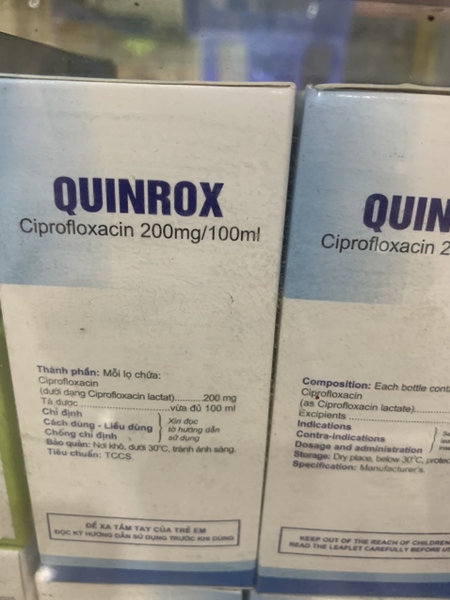 QUINROX
Ciprofloxacin 200mg/100ml
Thành phần: Mỗi lọ chứa:
Ciprofloxacin
(dưới dạng Ciprofloxacin lactat).........200 mg
Tá dược..............................vừa đủ 100 ml
Chỉ định
Cách dùng - Liều dùng
Chống chỉ định
Xin đọc
tờ hướng dẫn
sử dụng
Bảo quản: Nơi khô, dưới 30°C, tránh ánh sáng.
Tiêu chuẩn: TCCS.
ĐỂ XA TẦM TAY CỦA TRẺ EM
ĐỌC KỸ HƯỚNG DẪN SỬ DỤNG TRƯỚC KHI DÙNG
QUIN
Ciprofloxacin 2
Composition: Each bottle cont
Ciprofloxacin
(as Ciprofloxacin lactate)..........
Excipients..........
Indications
Contra-indications
Dosage and administration
Storage: Dry place, below 30°C, protec
Specification: Manufacturer's.
KEEP OUT OF THE REACH OF CHILDREN
READ THE LEAFLET CAREFULLY BEFORE U